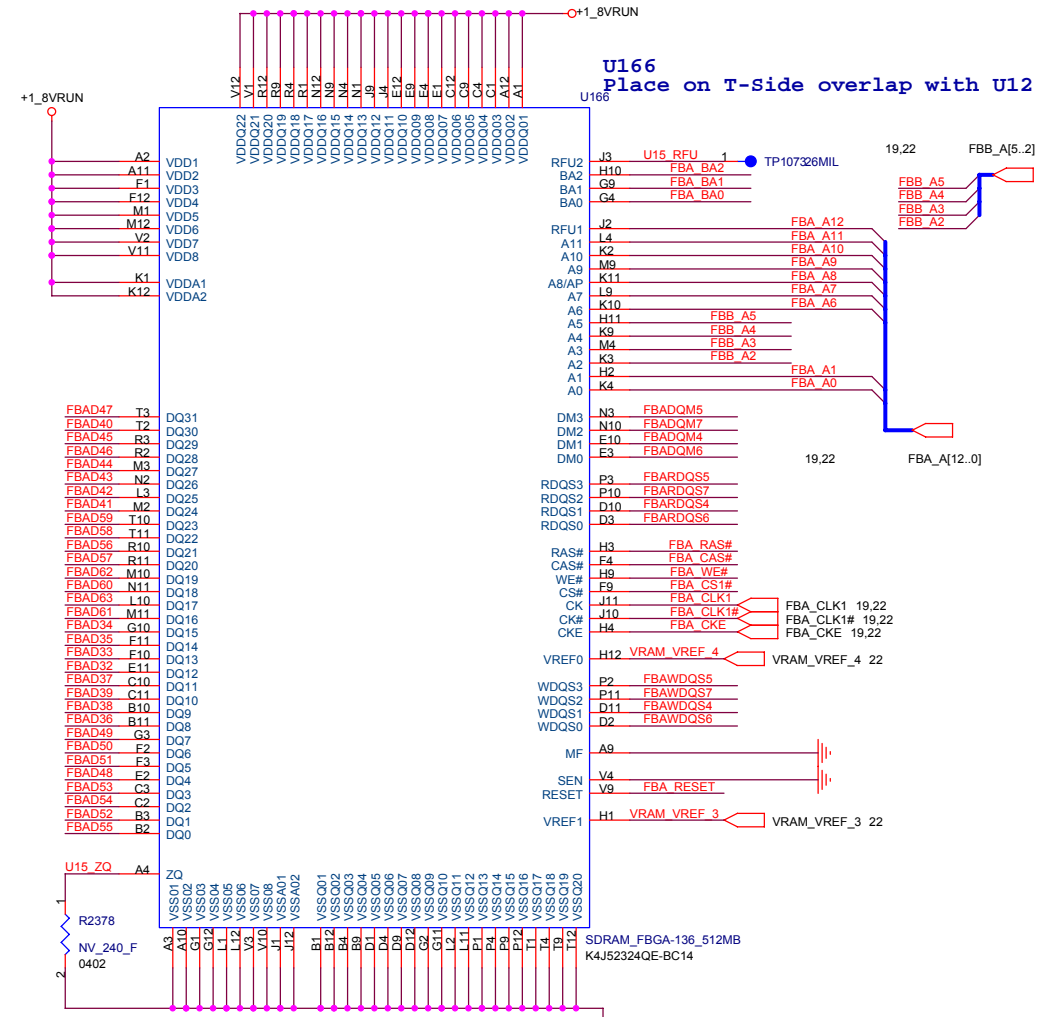 +1_8VRUN
U166
Place on T-Side overlap with U12
+1_8VRUN
U166
V12 V1 R12 R9 R4 R1 N12 N9 N4 N1 J9 J4 E12 E9 E4 E1 C12 C9 C4 C1 A12 A1
VDDQ22 VDDQ21 VDDQ20 VDDQ19 VDDQ18 VDDQ17 VDDQ16 VDDQ15 VDDQ14 VDDQ13 VDDQ12 VDDQ11 VDDQ10 VDDQ09 VDDQ08 VDDQ07 VDDQ06 VDDQ05 VDDQ04 VDDQ03 VDDQ02 VDDQ01
A2 VDD1
A11 VDD2
F1 VDD3
F12 VDD4
M1 VDD5
M12 VDD6
V2 VDD7
V11 VDD8
K1 VDDA1
K12 VDDA2
RFU2 J3 U15_RFU 1 TP107326MIL
BA2 H10 FBA_BA2
BA1 G9 FBA_BA1
BA0 G4 FBA_BA0
19,22 FBB_A[5..2]
FBB_A5
FBB_A4
FBB_A3
FBB_A2
RFU1 J2 FBA_A12
A11 L4 FBA_A11
A10 K2 FBA_A10
A9 M9 FBA_A9
A8/AP K11 FBA_A8
A7 L9 FBA_A7
A6 K10 FBA_A6
A5 H11 FBB_A5
A4 K9 FBB_A4
A3 M4 FBB_A3
A2 K3 FBB_A2
A1 H2 FBA_A1
A0 K4 FBA_A0
19,22 FBA_A[12..0]
FBAD47 T3 DQ31
FBAD40 T2 DQ30
FBAD45 R3 DQ29
FBAD46 R2 DQ28
FBAD44 M3 DQ27
FBAD43 N2 DQ26
FBAD42 L3 DQ25
FBAD41 M2 DQ24
FBAD59 T10 DQ23
FBAD58 T11 DQ22
FBAD56 R10 DQ21
FBAD57 R11 DQ20
FBAD62 M10 DQ19
FBAD60 N11 DQ18
FBAD63 L10 DQ17
FBAD61 M11 DQ16
FBAD34 G10 DQ15
FBAD35 F11 DQ14
FBAD33 F10 DQ13
FBAD32 E11 DQ12
FBAD37 C10 DQ11
FBAD39 C11 DQ10
FBAD38 B10 DQ9
FBAD36 B11 DQ8
FBAD49 G3 DQ7
FBAD50 F2 DQ6
FBAD51 F3 DQ5
FBAD48 E2 DQ4
FBAD53 C3 DQ3
FBAD54 C2 DQ2
FBAD52 B3 DQ1
FBAD55 B2 DQ0
DM3 N3 FBADQM5
DM2 N10 FBADQM7
DM1 E10 FBADQM4
DM0 E3 FBADQM6
RDQS3 P3 FBARDQS5
RDQS2 P10 FBARDQS7
RDQS1 D10 FBARDQS4
RDQS0 D3 FBARDQS6
RAS# H3 FBA_RAS#
CAS# F4 FBA_CAS#
WE# H9 FBA_WE#
CS# F9 FBA_CS1#
CK J11 FBA_CLK1 FBA_CLK1 19,22
CK# J10 FBA_CLK1# FBA_CLK1# 19,22
CKE H4 FBA_CKE FBA_CKE 19,22
VREF0 H12 VRAM_VREF_4 VRAM_VREF_4 22
WDQS3 P2 FBAWDQS5
WDQS2 P11 FBAWDQS7
WDQS1 D11 FBAWDQS4
WDQS0 D2 FBAWDQS6
MF A9
SEN V4
RESET V9 FBA_RESET
VREF1 H1 VRAM_VREF_3 VRAM_VREF_3 22
U15_ZQ A4 ZQ
1
R2378
NV_240_F
0402
2
VSS01 VSS02 VSS03 VSS04 VSS05 VSS06 VSS07 VSS08 VSSA01 VSSA02 VSSQ01 VSSQ02 VSSQ03 VSSQ04 VSSQ05 VSSQ06 VSSQ07 VSSQ08 VSSQ09 VSSQ10 VSSQ11 VSSQ12 VSSQ13 VSSQ14 VSSQ15 VSSQ16 VSSQ17 VSSQ18 VSSQ19 VSSQ20
A3 A10 G1 G12 L1 L12 V3 V10 J1 J12 B1 B12 B4 B9 D1 D4 D9 D12 G2 G11 L2 L11 P1 P4 P9 P12 T1 T4 T9 T12
SDRAM_FBGA-136_512MB
K4J52324QE-BC14